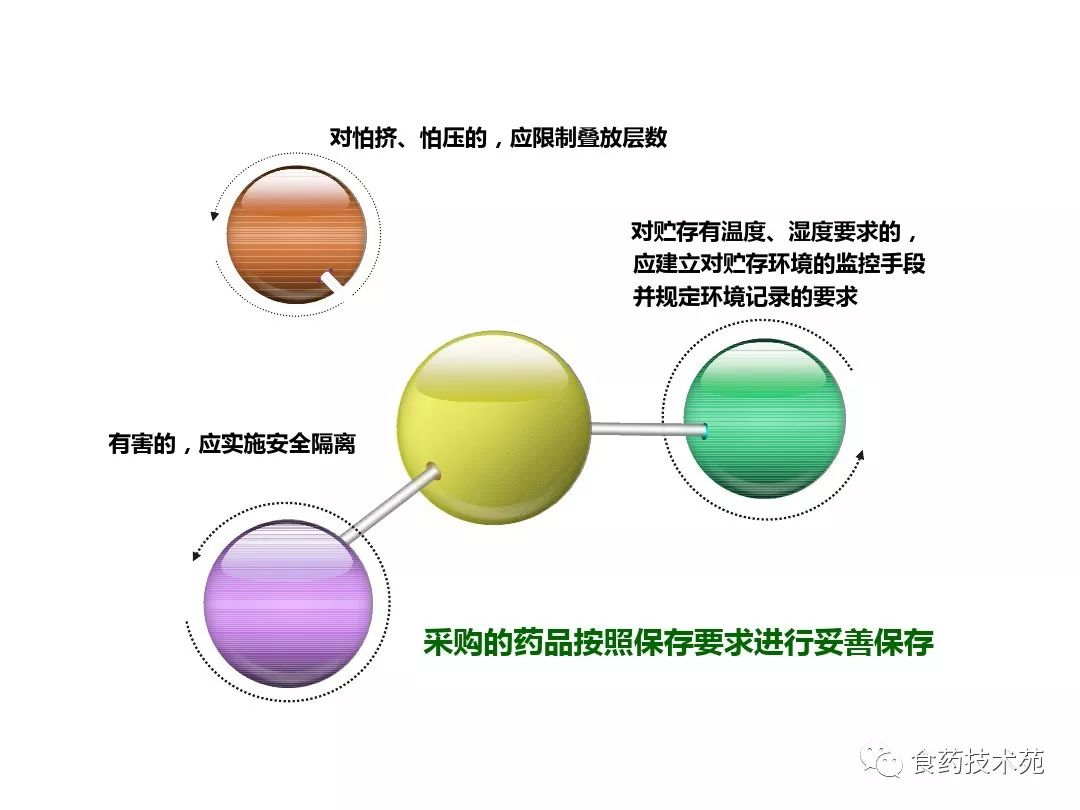 对怕挤、怕压的，应限制叠放层数
对贮存有温度、湿度要求的，
应建立对贮存环境的监控手段
并规定环境记录的要求
有害的，应实施安全隔离
采购的药品按照保存要求进行妥善保存
食药技术苑